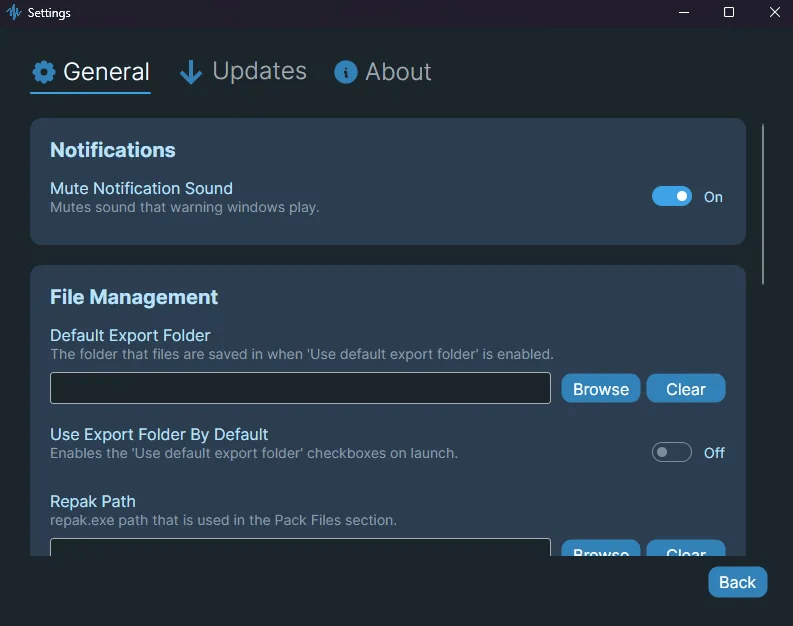 Settings
General
Updates
About
Notifications
Mute Notification Sound
Mutes sound that warning windows play.
On
File Management
Default Export Folder
The folder that files are saved in when 'Use default export folder' is enabled.
Browse
Clear
Use Export Folder By Default
Enables the 'Use default export folder' checkboxes on launch.
Off
Repak Path
repak.exe path that is used in the Pack Files section.
Browse
Clear
Back